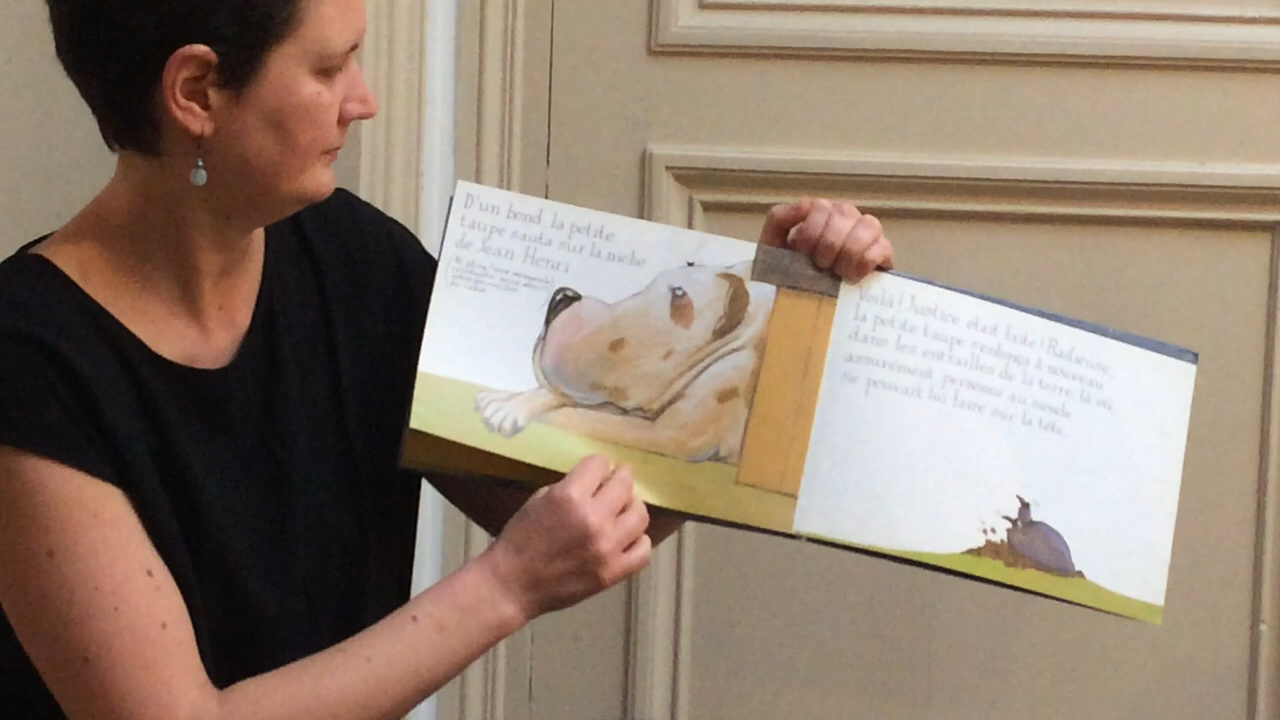 D'un bond, la petite
taupe sauta sur la niche
de Jean Henri
Voilà! Justice était faite! Radieuse,
la petite taupe replongea à nouveau
dans les entrailles de la terre, là où,
assurément personne au monde
ne pouvait lui faire sur la tête.